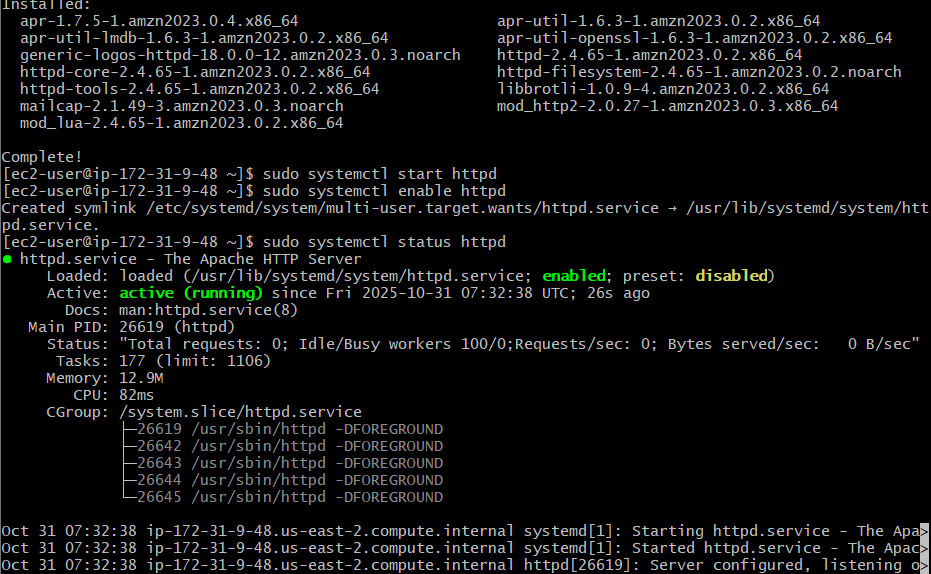 Installed:
  apr-1.7.5-1.amzn2023.0.4.x86_64                      apr-util-1.6.3-1.amzn2023.0.2.x86_64
  apr-util-lmdb-1.6.3-1.amzn2023.0.2.x86_64            apr-util-openssl-1.6.3-1.amzn2023.0.2.x86_64
  generic-logos-httpd-18.0.0-12.amzn2023.0.3.noarch    httpd-2.4.65-1.amzn2023.0.2.x86_64
  httpd-core-2.4.65-1.amzn2023.0.2.x86_64              httpd-filesystem-2.4.65-1.amzn2023.0.2.noarch
  httpd-tools-2.4.65-1.amzn2023.0.2.x86_64             libbrotli-1.0.9-4.amzn2023.0.2.x86_64
  mailcap-2.1.49-3.amzn2023.0.3.noarch                 mod_http2-2.0.27-1.amzn2023.0.3.x86_64
  mod_lua-2.4.65-1.amzn2023.0.2.x86_64

Complete!
[ec2-user@ip-172-31-9-48 ~]$ sudo systemctl start httpd
[ec2-user@ip-172-31-9-48 ~]$ sudo systemctl enable httpd
Created symlink /etc/systemd/system/multi-user.target.wants/httpd.service → /usr/lib/systemd/system/htt
pd.service.
[ec2-user@ip-172-31-9-48 ~]$ sudo systemctl status httpd
● httpd.service - The Apache HTTP Server
     Loaded: loaded (/usr/lib/systemd/system/httpd.service; enabled; preset: disabled)
     Active: active (running) since Fri 2025-10-31 07:32:38 UTC; 26s ago
       Docs: man:httpd.service(8)
   Main PID: 26619 (httpd)
     Status: "Total requests: 0; Idle/Busy workers 100/0;Requests/sec: 0; Bytes served/sec:   0 B/sec"
      Tasks: 177 (limit: 1106)
     Memory: 12.9M
        CPU: 82ms
     CGroup: /system.slice/httpd.service
             ├─26619 /usr/sbin/httpd -DFOREGROUND
             ├─26642 /usr/sbin/httpd -DFOREGROUND
             ├─26643 /usr/sbin/httpd -DFOREGROUND
             ├─26644 /usr/sbin/httpd -DFOREGROUND
             └─26645 /usr/sbin/httpd -DFOREGROUND

Oct 31 07:32:38 ip-172-31-9-48.us-east-2.compute.internal systemd[1]: Starting httpd.service - The Apa>
Oct 31 07:32:38 ip-172-31-9-48.us-east-2.compute.internal systemd[1]: Started httpd.service - The Apac>
Oct 31 07:32:38 ip-172-31-9-48.us-east-2.compute.internal httpd[26619]: Server configured, listening o>